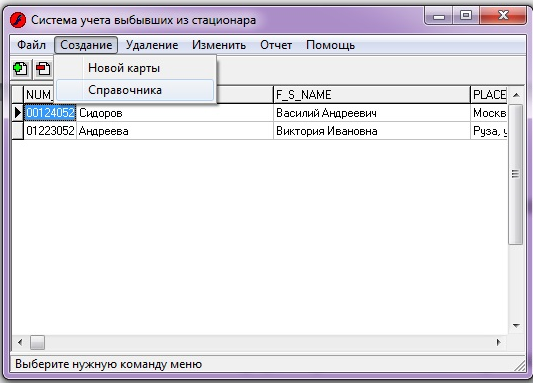 Система учета выбывших из стационара
Файл Создание Удаление Изменить Отчет Помощь
Новой карты
Справочника
NUM_ F_S_NAME PLACE
00124052 Сидоров Василий Андреевич Москв
01223052 Андреева Виктория Ивановна Руза, у
Выберите нужную команду меню